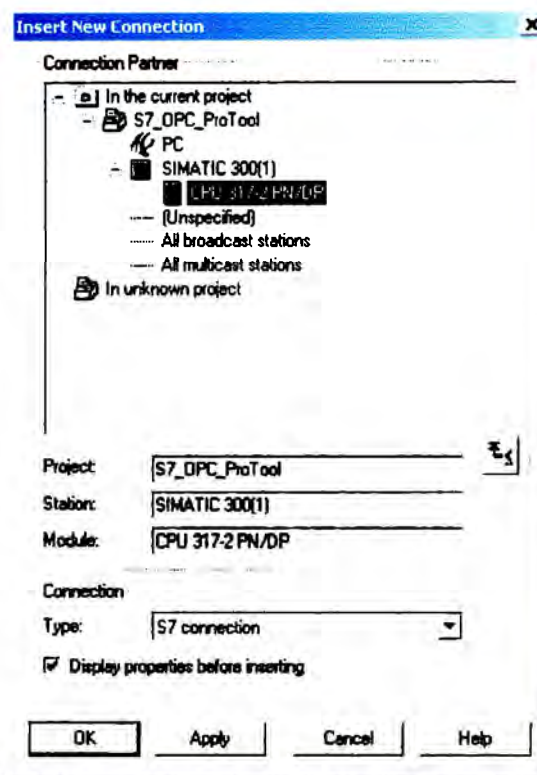 Insert New Connection
Connection Partner
In the current project
S7_OPC_ProTool
PC
SIMATIC 300(1)
CPU 317-2 PN/DP
(Unspecified)
All broadcast stations
All multicast stations
In unknown project
Project: S7_OPC_ProTool
Station: SIMATIC 300(1)
Module: CPU 317-2 PN/DP
Connection
Type: S7 connection
Display properties before inserting
OK Apply Cancel Help